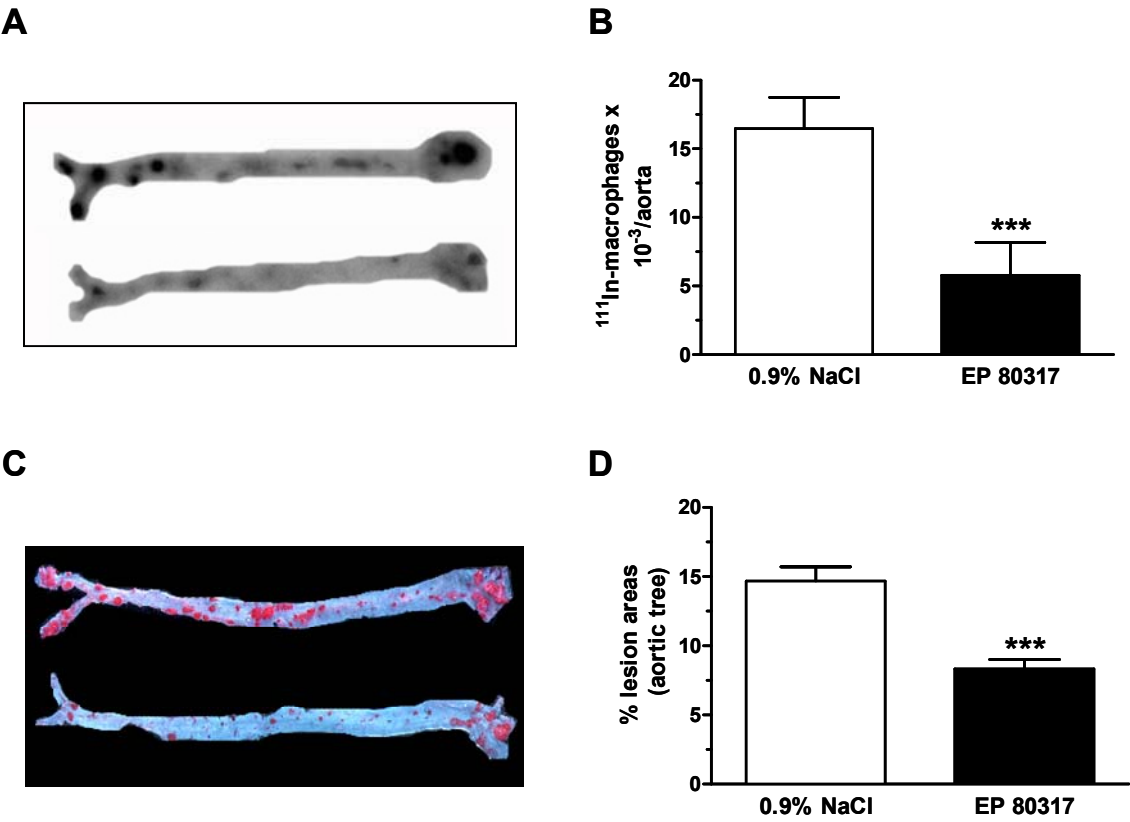 A
B
¹¹¹In-macrophages x
10⁻³/aorta
20
15
10
5
0
***
0.9% NaCl
EP 80317
C
D
% lesion areas
(aortic tree)
20
15
10
5
0
***
0.9% NaCl
EP 80317